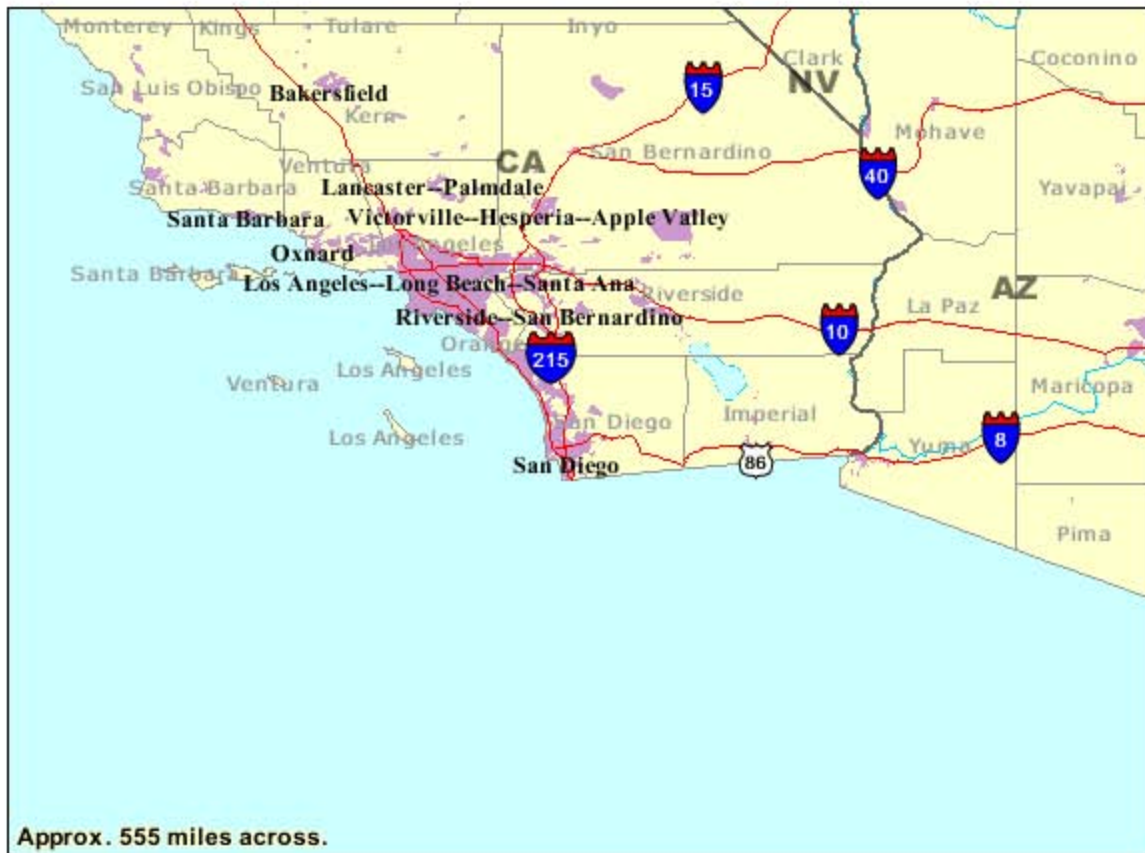 Monterey
Kings
Tulare
Inyo
Clark
Coconino
NV
San Luis Obispo
Bakersfield
15
Kern
Mohave
CA
San Bernardino
Ventura
40
Santa Barbara
Lancaster--Palmdale
Yavapai
Santa Barbara
Victorville--Hesperia--Apple Valley
Los Angeles
Oxnard
Santa Barbara
Los Angeles--Long Beach--Santa Ana
Riverside
AZ
La Paz
Riverside--San Bernardino
10
Orange
215
Los Angeles
Ventura
Maricopa
Imperial
San Diego
Los Angeles
8
Yuma
San Diego
86
Pima
Approx. 555 miles across.